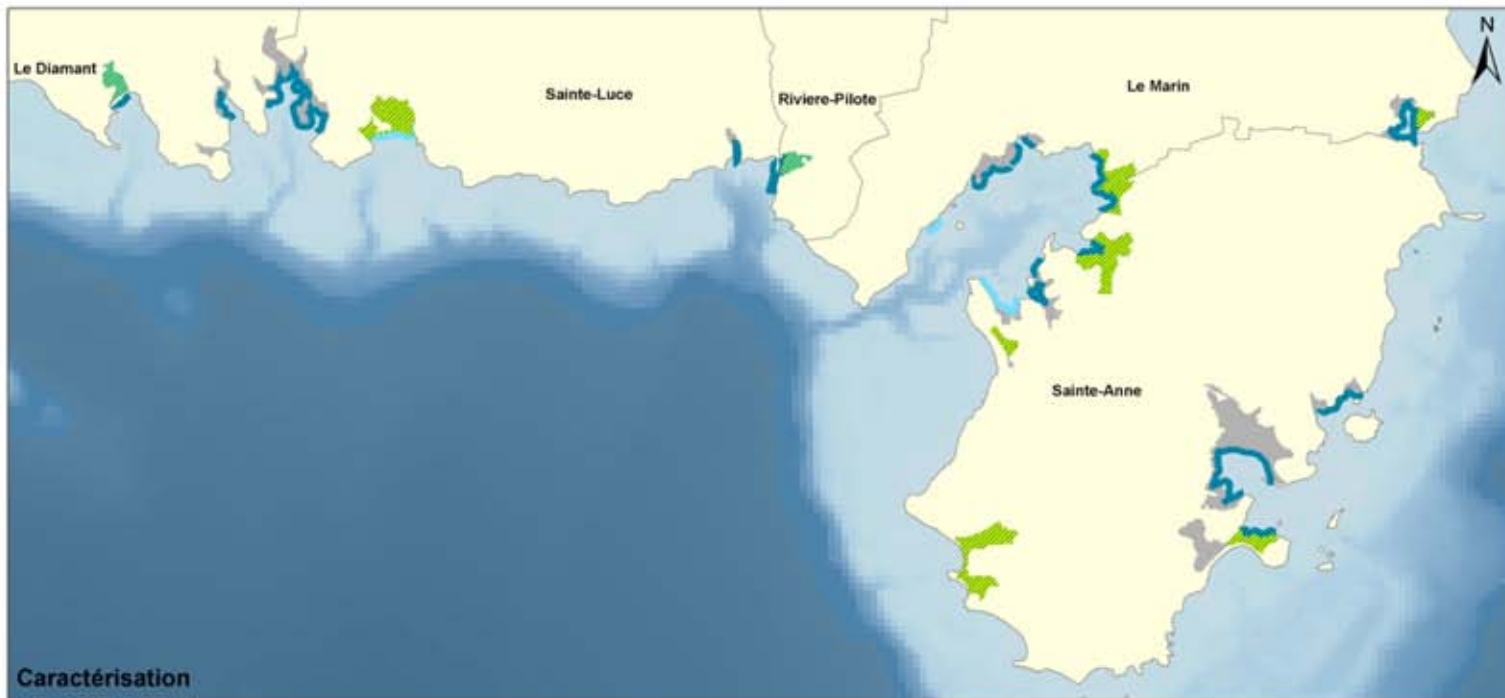 N
Le Diamant
Sainte-Luce
Riviere-Pilote
Le Marin
Sainte-Anne
Caractérisation